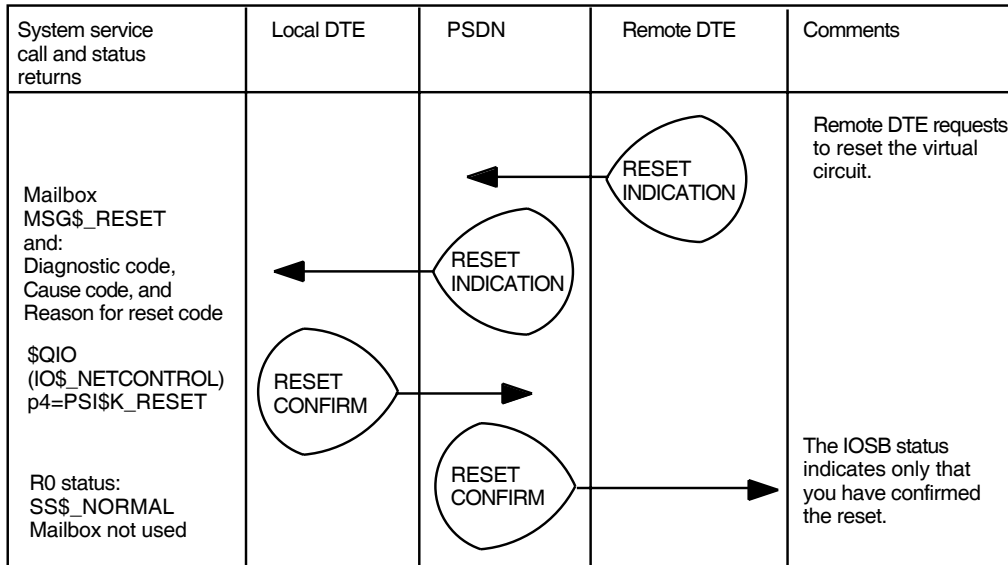 System service
call and status
returns
Local DTE
PSDN
Remote DTE
Comments
Remote DTE requests
to reset the virtual
circuit.
RESET
INDICATION
Mailbox
MSG$_RESET
and:
Diagnostic code,
Cause code, and
Reason for reset code
RESET
INDICATION
$QIO
(IO$_NETCONTROL)
p4=PSI$K_RESET
RESET
CONFIRM
R0 status:
SS$_NORMAL
Mailbox not used
RESET
CONFIRM
The IOSB status
indicates only that
you have confirmed
the reset.